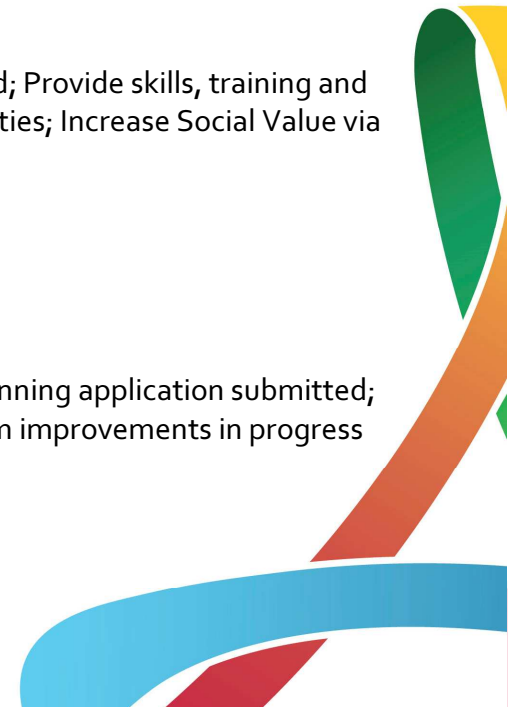 d; Provide skills, training and
ties; Increase Social Value via
nning application submitted;
m improvements in progress